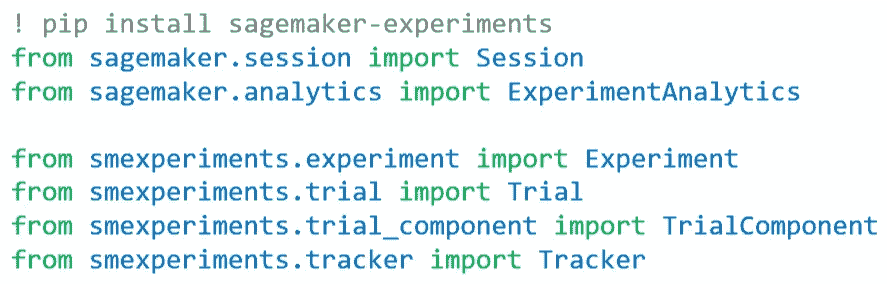 ! pip install sagemaker-experiments
from sagemaker.session import Session
from sagemaker.analytics import ExperimentAnalytics
from smexperiments.experiment import Experiment
from smexperiments.trial import Trial
from smexperiments.trial_component import TrialComponent
from smexperiments.tracker import Tracker